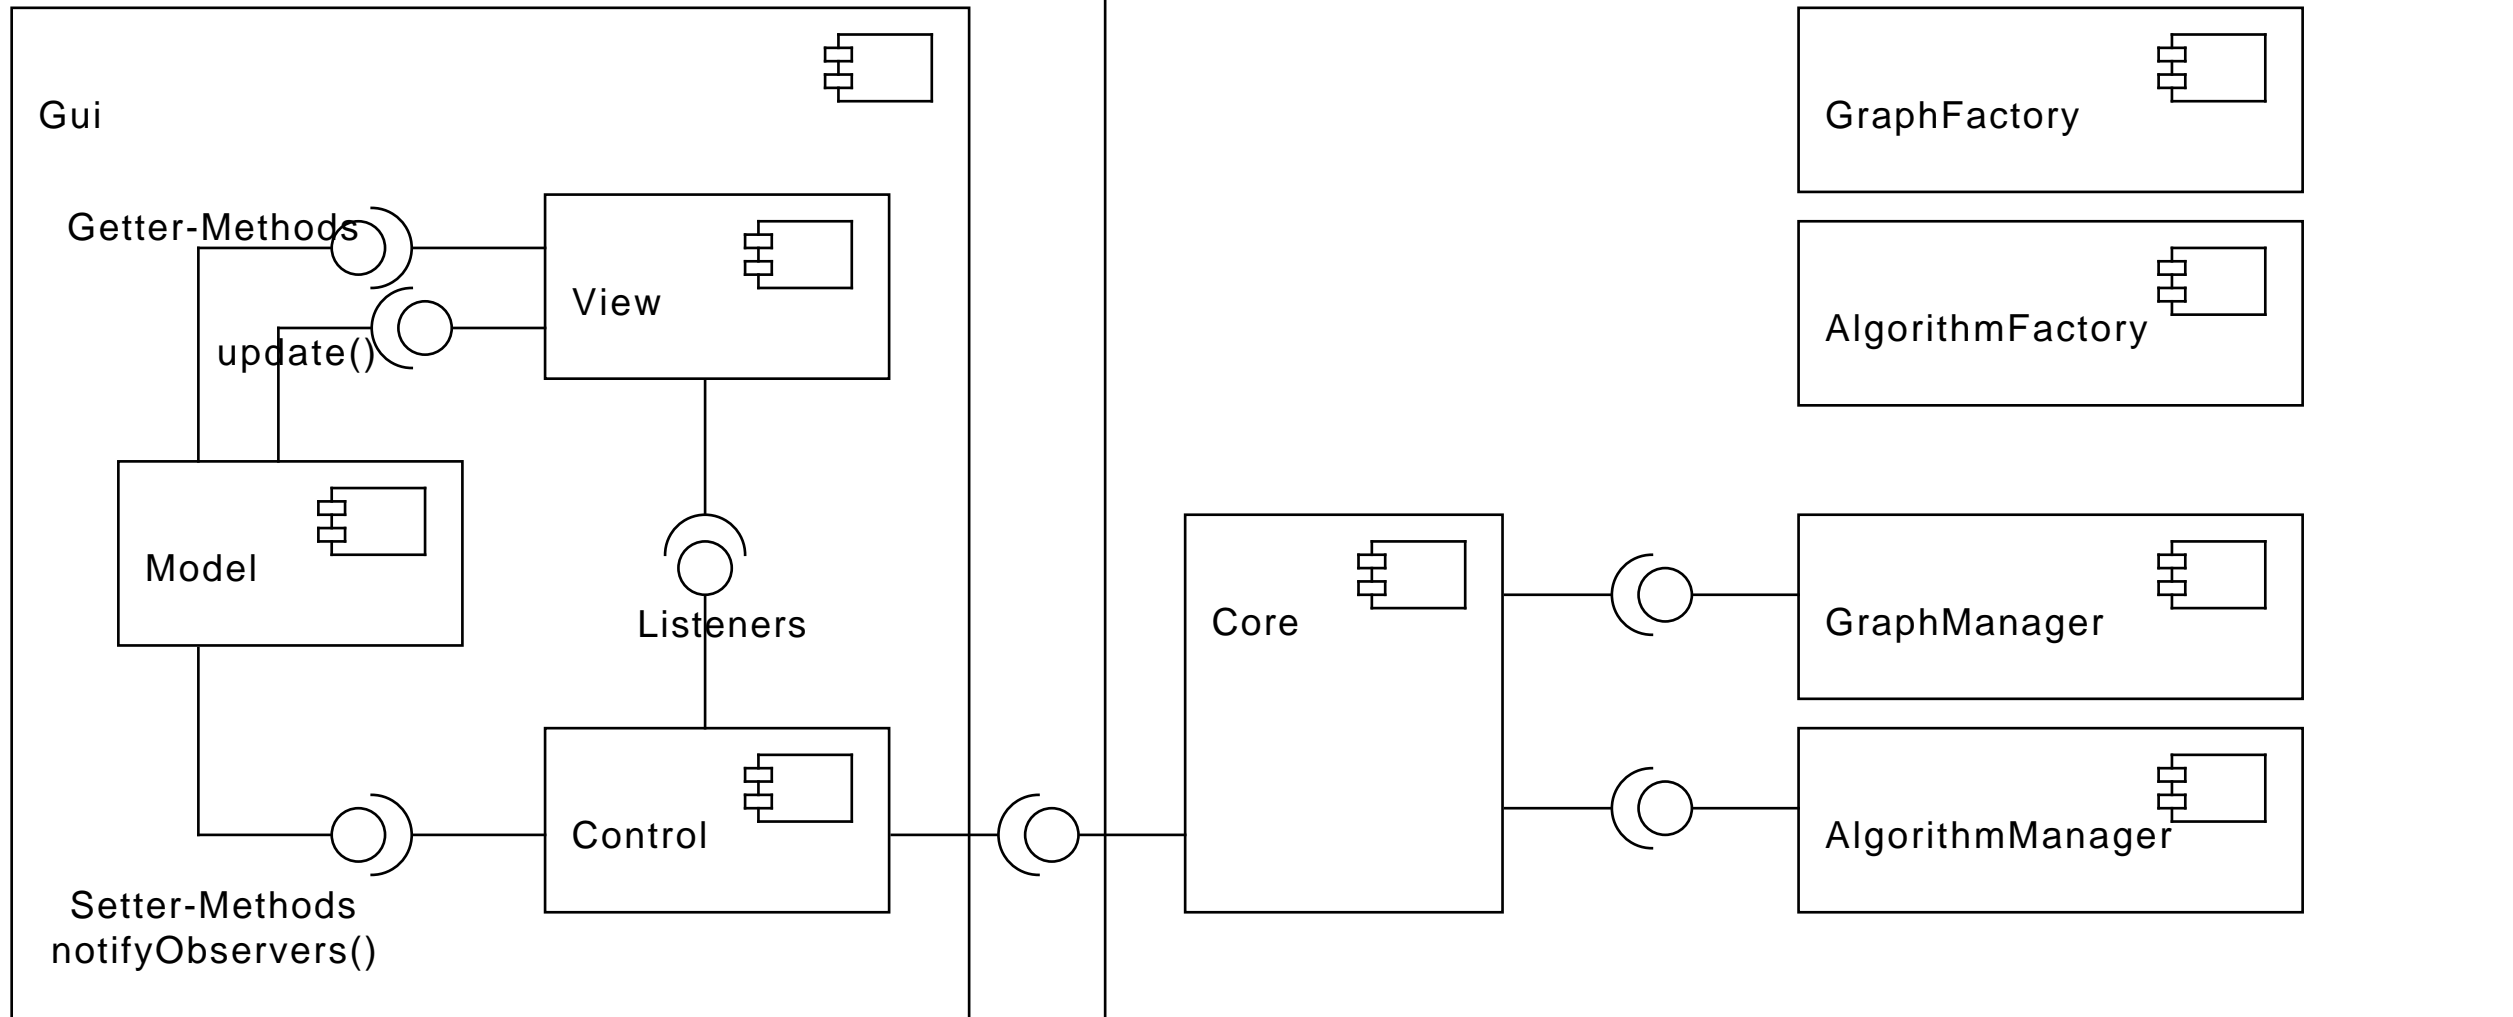 Gui
Getter-Methods
View
update()
Model
Listeners
Control
Setter-Methods
notifyObservers()
Core
GraphFactory
AlgorithmFactory
GraphManager
AlgorithmManager